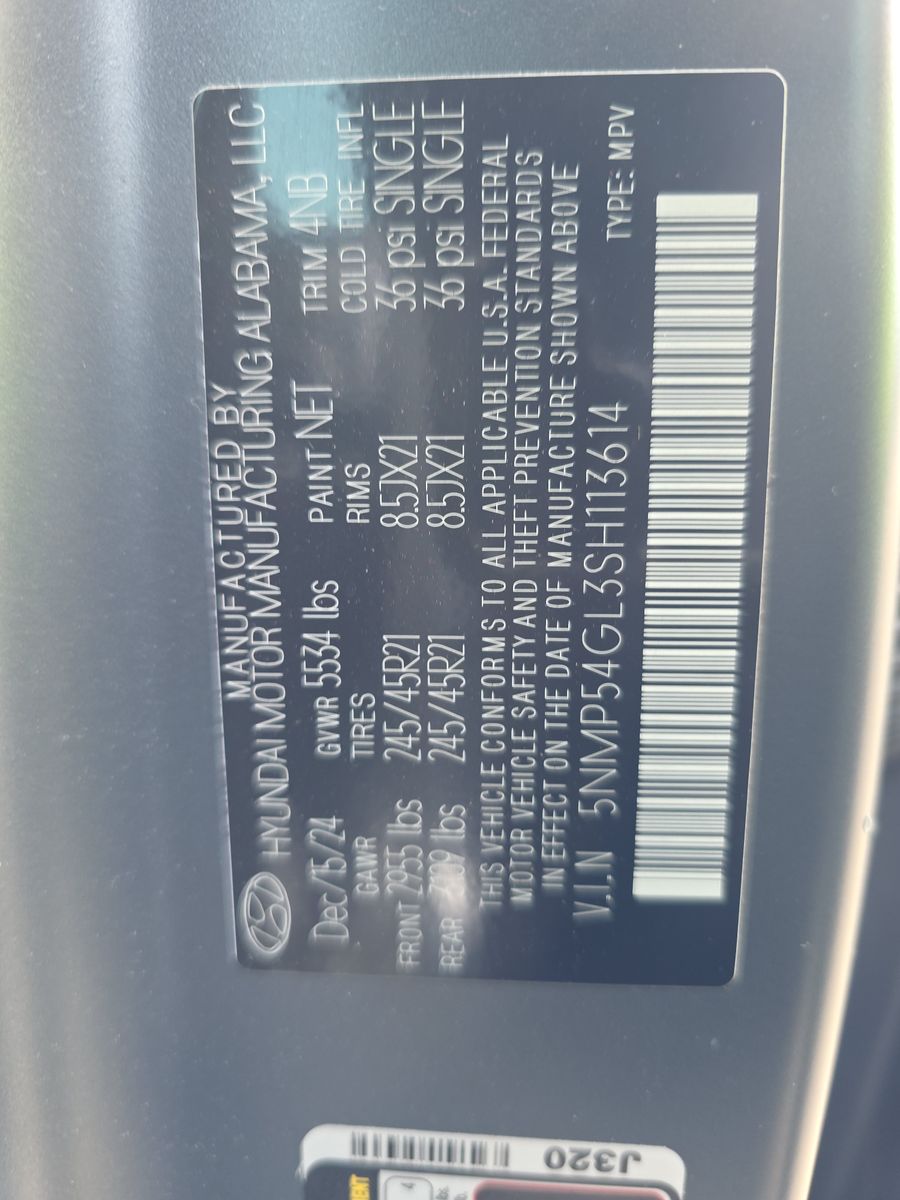 MANUFACTURED BY
HYUNDAI MOTOR MANUFACTURING ALABAMA, LLC
Dec/15/24 GVWR 5534 lbs PAINT: NET TRIM 4NB
GAWR TIRES RIMS COLD TIRE INFL
FRONT 2955 lbs 245/45R21 8.5JX21 36 psi SINGLE
REAR lbs 245/45R21 8.5JX21 36 psi SINGLE
THIS VEHICLE CONFORMS TO ALL APPLICABLE U.S.A. FEDERAL
MOTOR VEHICLE SAFETY AND THEFT PREVENTION STANDARDS
IN EFFECT ON THE DATE OF MANUFACTURE SHOWN ABOVE
V.I.N 5NMP54GL3SH113614 TYPE: MPV
J320
4